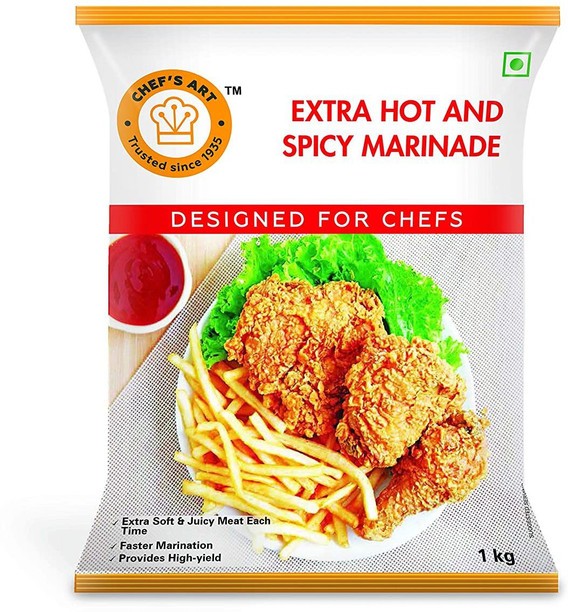 CHEF'S ART
TM
Trusted since 1935
EXTRA HOT AND
SPICY MARINADE
DESIGNED FOR CHEFS
✓ Extra Soft & Juicy Meat Each
Time
✓ Faster Marination
✓ Provides High-yield
1 kg